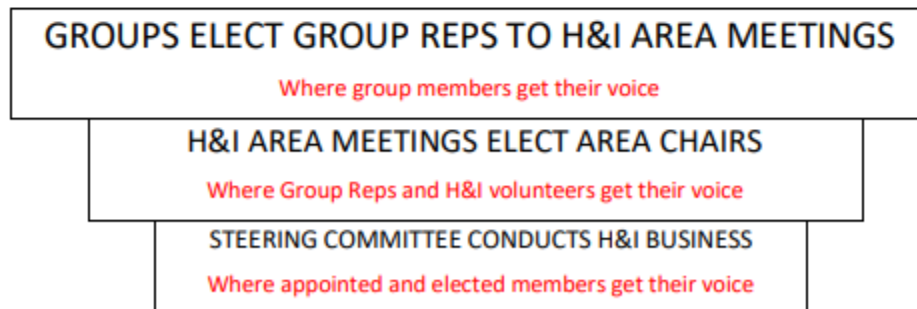 GROUPS ELECT GROUP REPS TO H&I AREA MEETINGS
Where group members get their voice
H&I AREA MEETINGS ELECT AREA CHAIRS
Where Group Reps and H&I volunteers get their voice
STEERING COMMITTEE CONDUCTS H&I BUSINESS
Where appointed and elected members get their voice